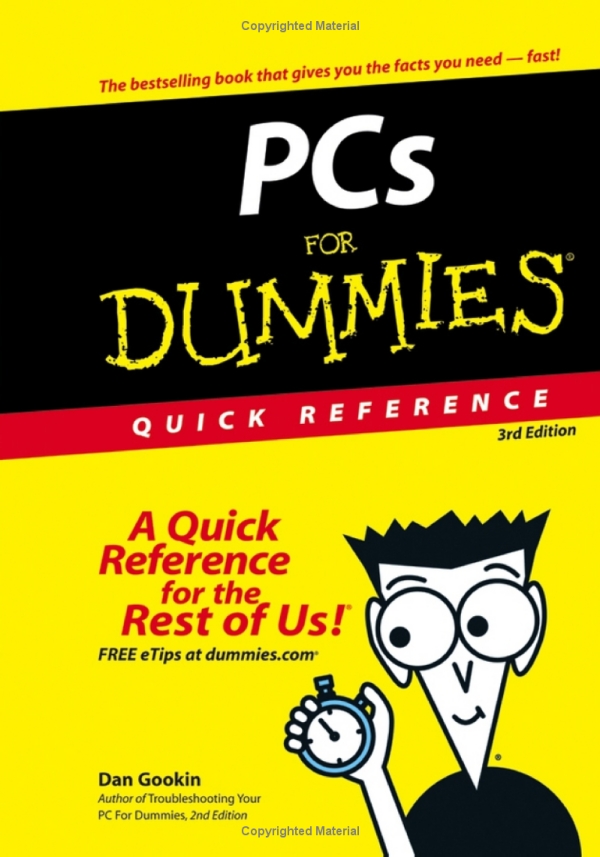 Copyrighted Material
The bestselling book that gives you the facts you need — fast!
PCs
FOR
DUMMIES®
QUICK REFERENCE
3rd Edition
A Quick
Reference
for the
Rest of Us!®
FREE eTips at dummies.com®
®
Dan Gookin
Author of Troubleshooting Your
PC For Dummies, 2nd Edition
Copyrighted Material